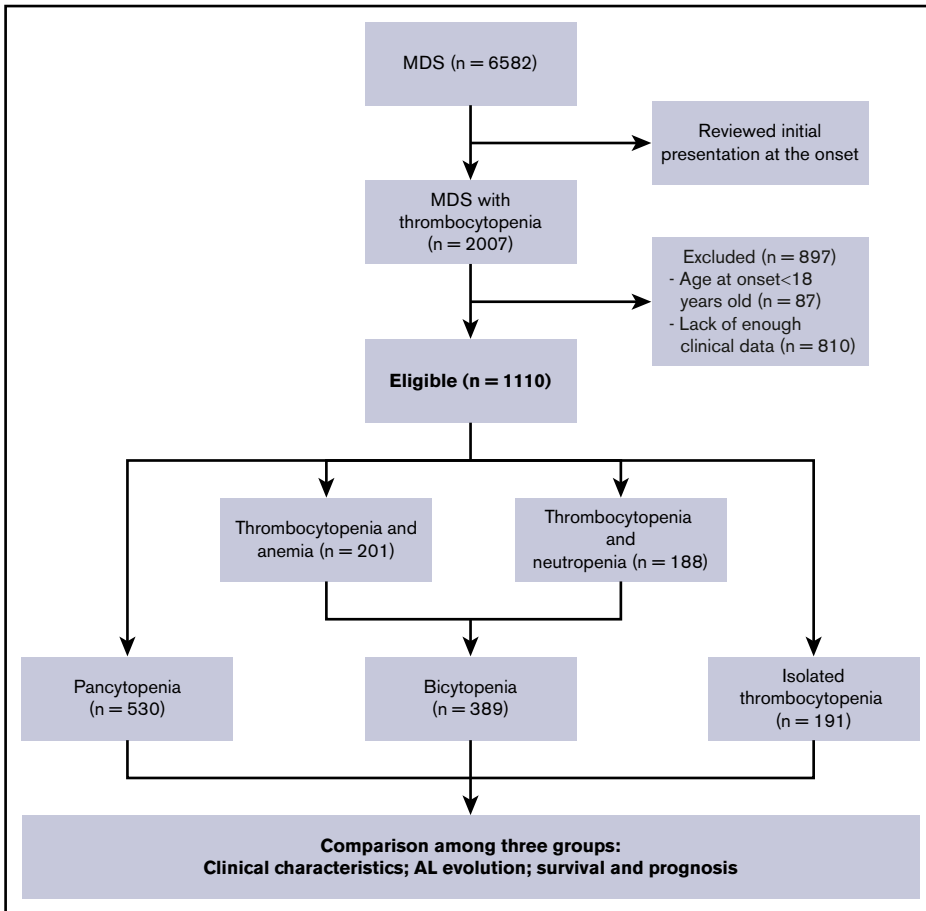 MDS (n = 6582)
Reviewed initial
presentation at the onset
MDS with
thrombocytopenia
(n = 2007)
Excluded (n = 897)
- Age at onset<18
years old (n = 87)
- Lack of enough
clinical data (n = 810)
Eligible (n = 1110)
Thrombocytopenia and
anemia (n = 201)
Thrombocytopenia
and
neutropenia (n = 188)
Pancytopenia
(n = 530)
Bicytopenia
(n = 389)
Isolated
thrombocytopenia
(n = 191)
Comparison among three groups:
Clinical characteristics; AL evolution; survival and prognosis